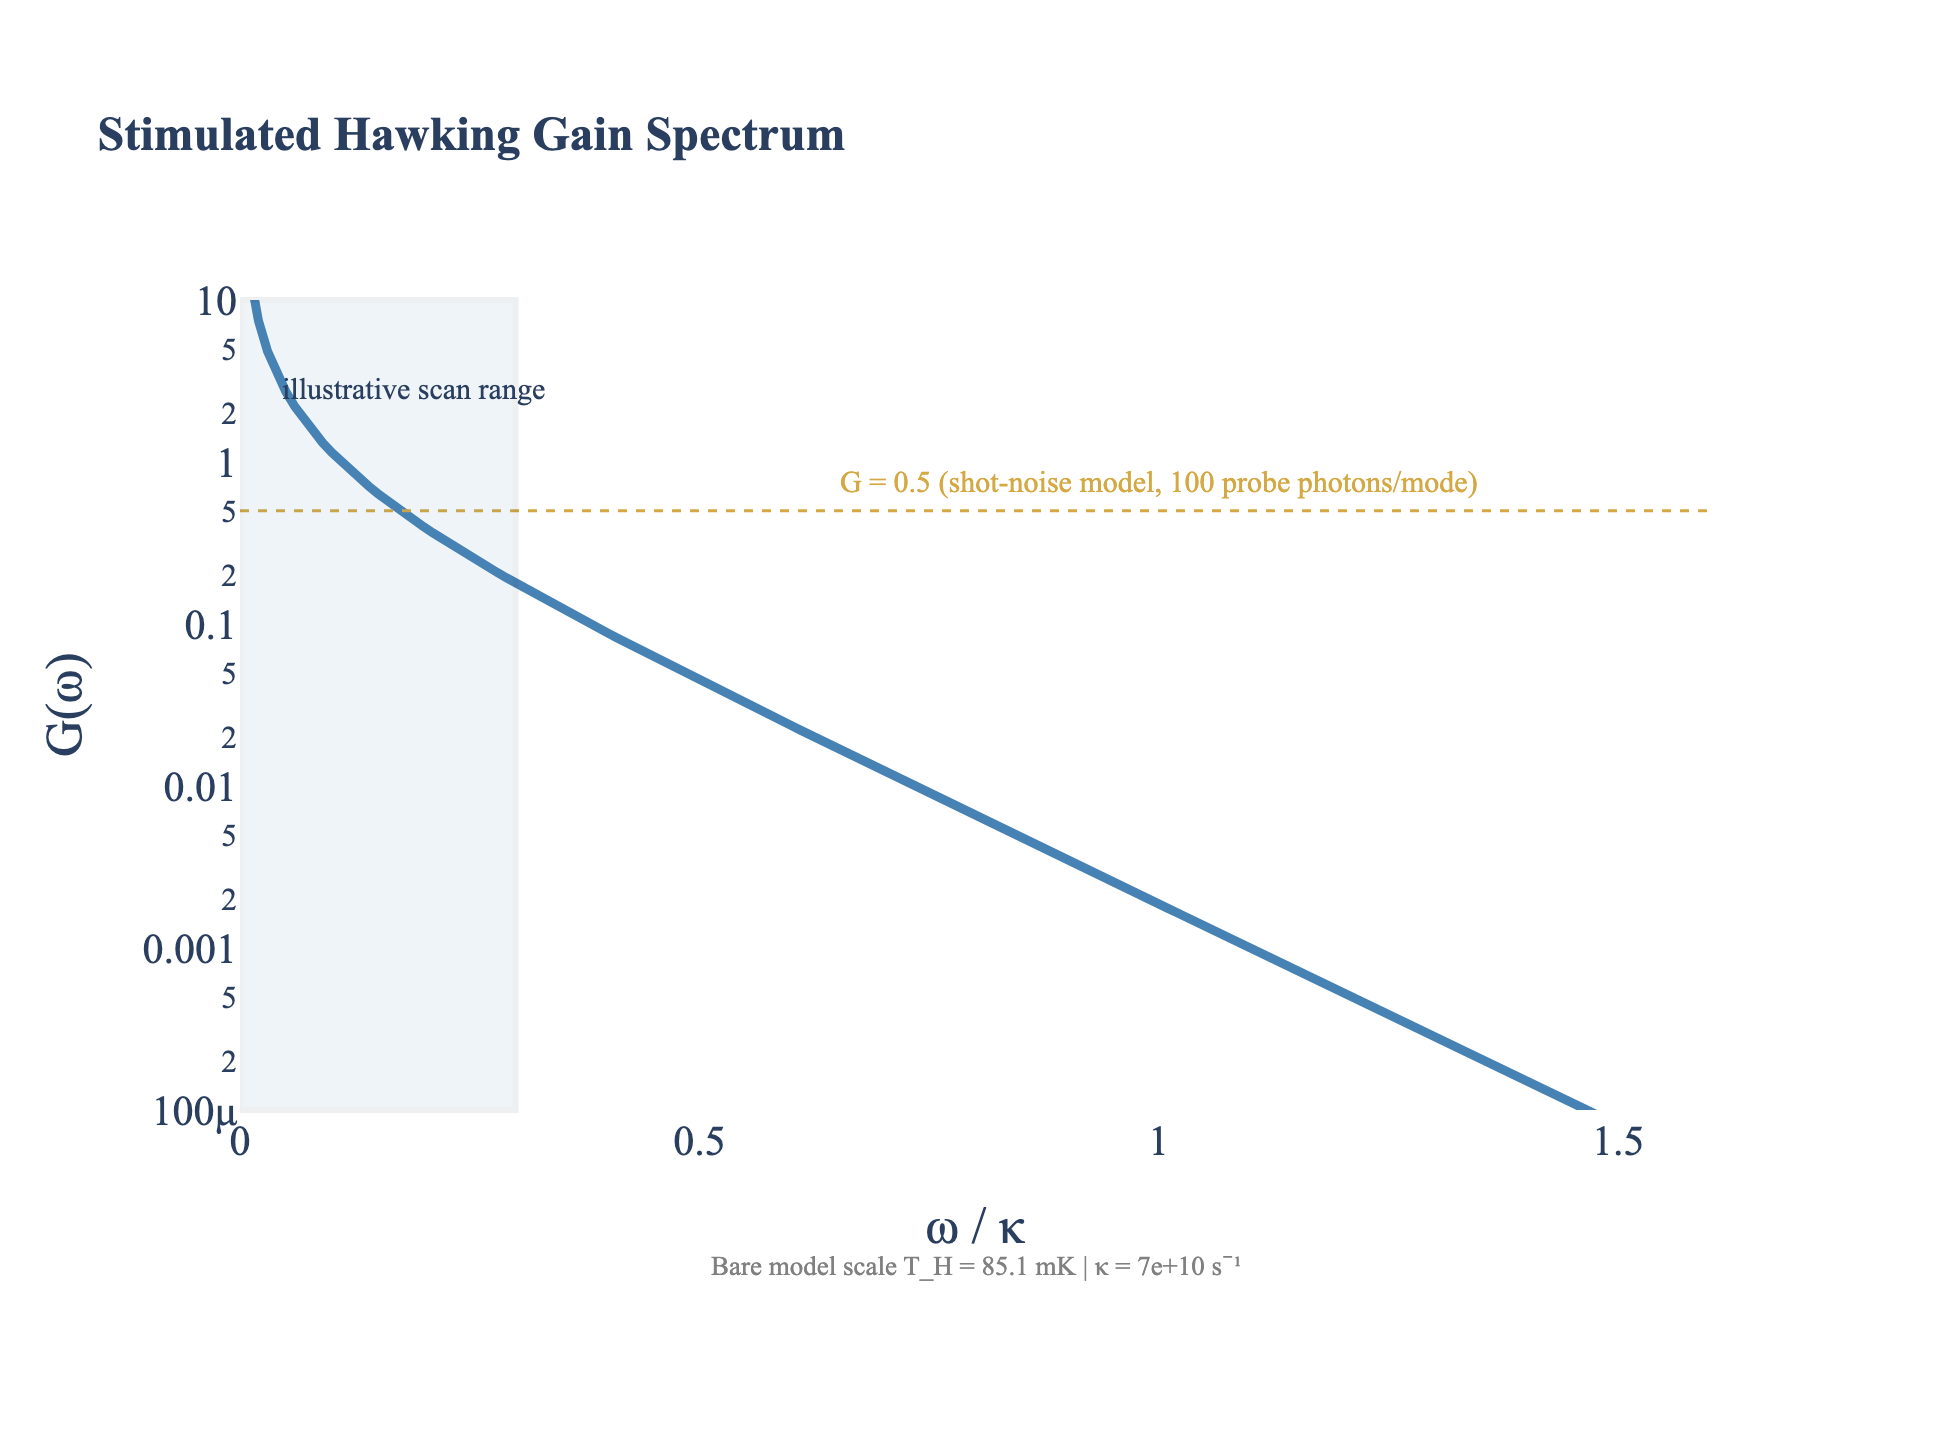 Stimulated Hawking Gain Spectrum
10
5
illustrative scan range
2
1
G = 0.5 (shot-noise model, 100 probe photons/mode)
5
2
0.1
5
G(ω)
2
0.01
5
2
0.001
5
2
100μ
0 0.5 1 1.5
ω / κ
Bare model scale T_H = 85.1 mK | κ = 7e+10 s⁻¹